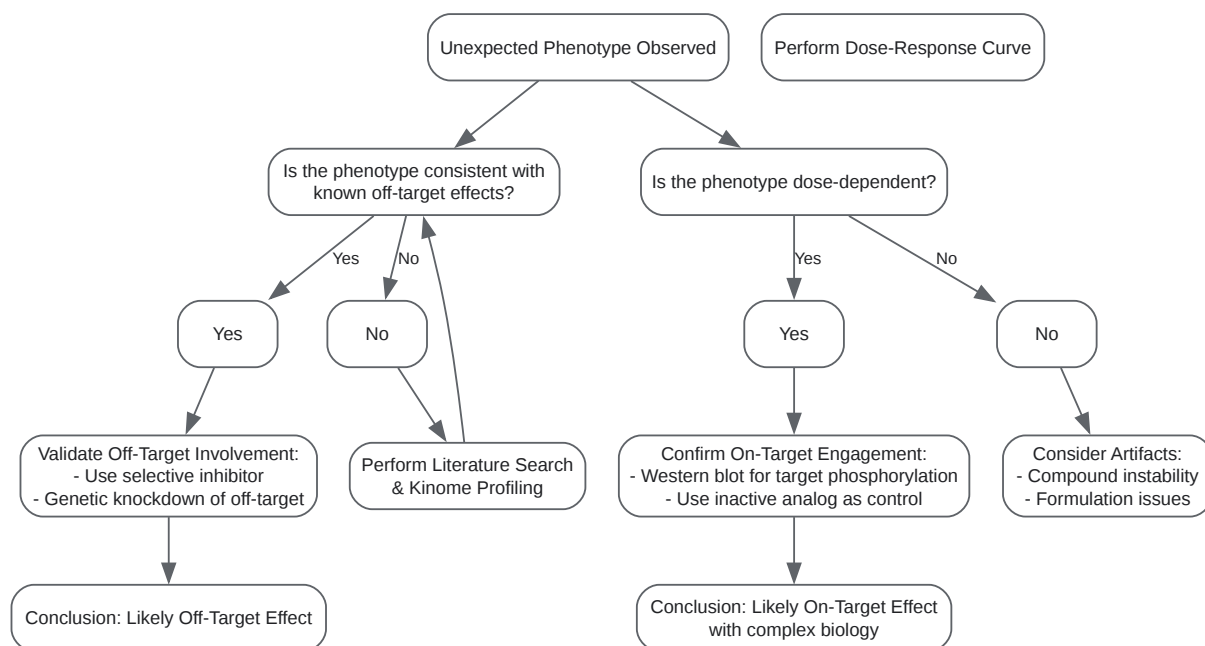 Unexpected Phenotype Observed
Perform Dose-Response Curve
Is the phenotype consistent with
known off-target effects?
Is the phenotype dose-dependent?
Yes
No
Yes
No
Yes
No
Yes
No
Validate Off-Target Involvement:
- Use selective inhibitor
- Genetic knockdown of off-target
Perform Literature Search
& Kinome Profiling
Confirm On-Target Engagement:
- Western blot for target phosphorylation
- Use inactive analog as control
Consider Artifacts:
- Compound instability
- Formulation issues
Conclusion: Likely Off-Target Effect
Conclusion: Likely On-Target Effect
with complex biology